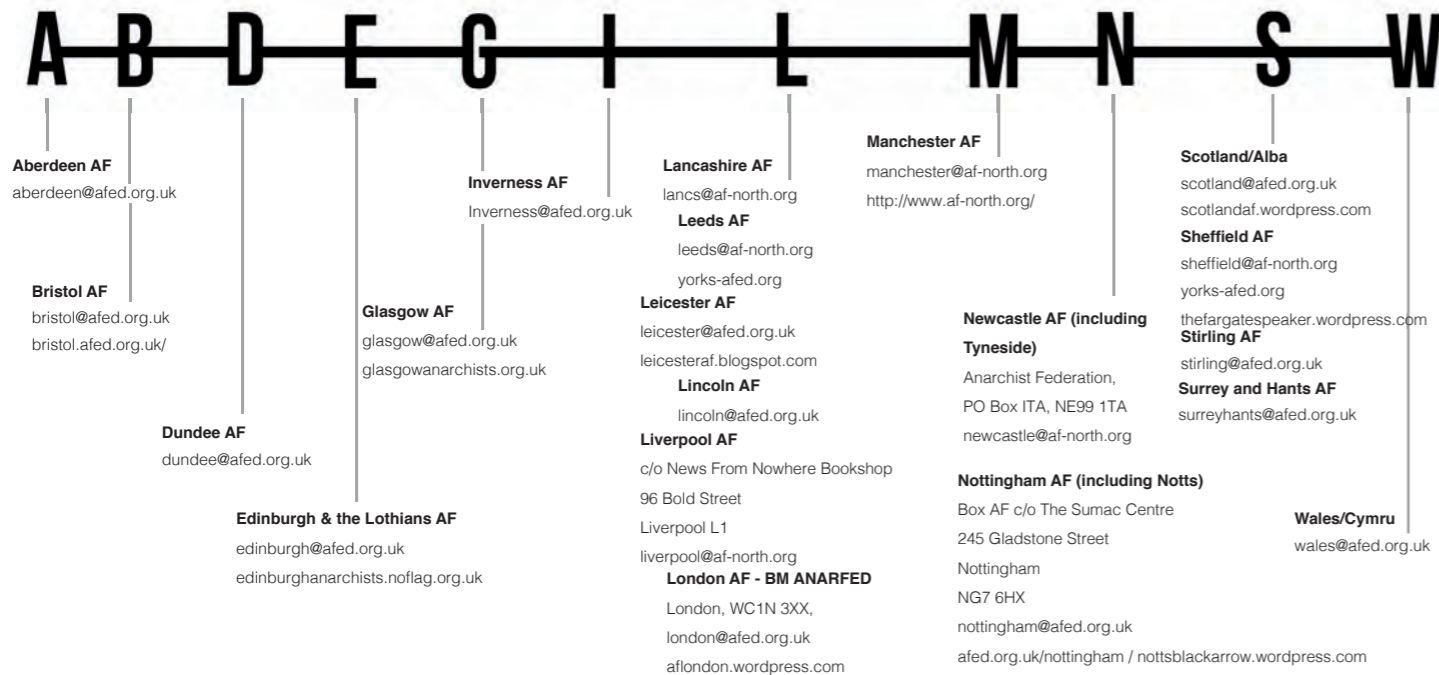 A B D E G I L M N S W
Aberdeen AF
aberdeen@afed.org.uk
Bristol AF
bristol@afed.org.uk
bristol.afed.org.uk/
Dundee AF
dundee@afed.org.uk
Edinburgh & the Lothians AF
edinburgh@afed.org.uk
edinburghanarchists.noflag.org.uk
Glasgow AF
glasgow@afed.org.uk
glasgowanarchists.org.uk
Inverness AF
Inverness@afed.org.uk
Lancashire AF
lancs@af-north.org
Leeds AF
leeds@af-north.org
yorks-afed.org
Leicester AF
leicester@afed.org.uk
leicesteraf.blogspot.com
Lincoln AF
lincoln@afed.org.uk
Liverpool AF
c/o News From Nowhere Bookshop
96 Bold Street
Liverpool L1
liverpool@af-north.org
London AF - BM ANARFED
London, WC1N 3XX,
london@afed.org.uk
aflondon.wordpress.com
Manchester AF
manchester@af-north.org
http://www.af-north.org/
Newcastle AF (including
Tyneside)
Anarchist Federation,
PO Box ITA, NE99 1TA
newcastle@af-north.org
Nottingham AF (including Notts)
Box AF c/o The Sumac Centre
245 Gladstone Street
Nottingham
NG7 6HX
nottingham@afed.org.uk
afed.org.uk/nottingham / nottsblackarrow.wordpress.com
Scotland/Alba
scotland@afed.org.uk
scotlandaf.wordpress.com
Sheffield AF
sheffield@af-north.org
yorks-afed.org
thefargatespeaker.wordpress.com
Stirling AF
stirling@afed.org.uk
Surrey and Hants AF
surreyhants@afed.org.uk
Wales/Cymru
wales@afed.org.uk